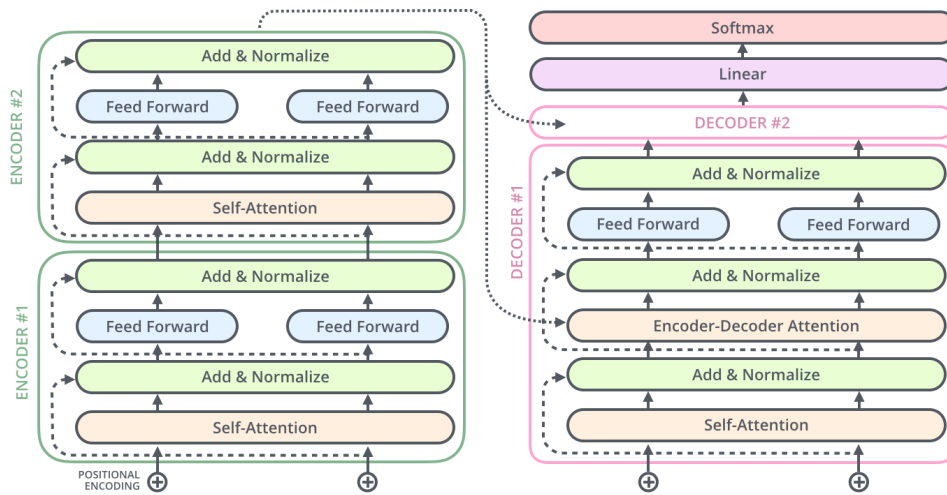 ENCODER #2
Add & Normalize
Feed Forward
Feed Forward
Add & Normalize
Self-Attention
ENCODER #1
Add & Normalize
Feed Forward
Feed Forward
Add & Normalize
Self-Attention
POSITIONAL
ENCODING
Softmax
Linear
DECODER #2
DECODER #1
Add & Normalize
Feed Forward
Feed Forward
Add & Normalize
Encoder-Decoder Attention
Add & Normalize
Self-Attention